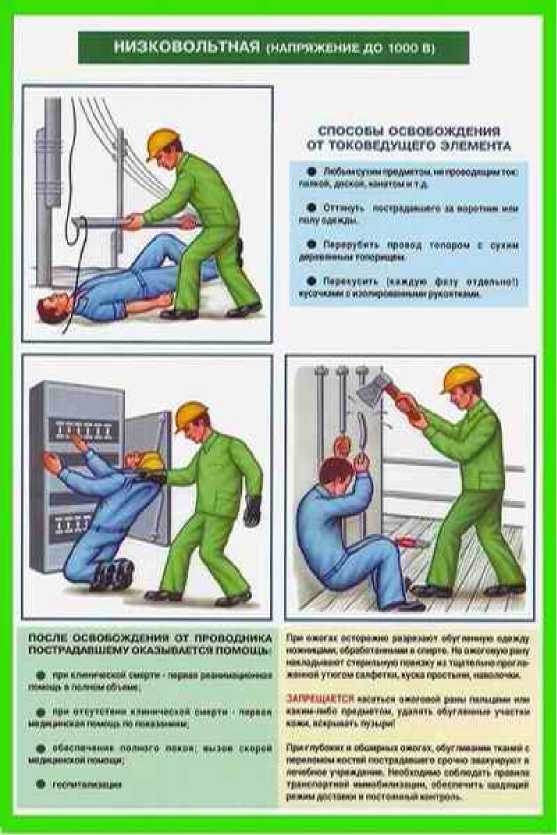 НИЗКОВОЛЬТНАЯ (НАПРЯЖЕНИЕ ДО 1000 В)
СПОСОБЫ ОСВОБОЖДЕНИЯ
ОТ ТОКОВЕДУЩЕГО ЭЛЕМЕНТА
● Любым сухим предметом, не проводящим ток:
палкой, доской, канатом и т.д.
● Оттянуть пострадавшего за воротник или
полу одежды.
● Перерубить провод топором с сухим
деревянным топорищем.
● Перекусить (каждую фазу отдельно!)
кусочками с изолированными рукоятками.
ПОСЛЕ ОСВОБОЖДЕНИЯ ОТ ПРОВОДНИКА
ПОСТРАДАВШЕМУ ОКАЗЫВАЕТСЯ ПОМОЩЬ:
● при клинической смерти - первая реанимационная
помощь в полном объеме;
● при отсутствии клинической смерти - первая
медицинская помощь по показаниям;
● обеспечение полного покоя; вызов скорой
медицинской помощи;
● госпитализация
При ожогах осторожно разрезают обугленную одежду
ножницами, обработанными в спирте. На ожоговую рану
накладывают стерильную повязку из тщательно прогла-
женной утюгом салфетки, куска простыни, наволочки.
ЗАПРЕЩАЕТСЯ касаться ожоговой раны пальцами или
каким-либо предметом, удалять обугленные участки
кожи, вскрывать пузыри!
При глубоких и обширных ожогах, обугливании тканей с
переломом костей пострадавшего срочно эвакуируют в
лечебное учреждение. Необходимо соблюдать правила
транспортной иммобилизации, обеспечить щадящий
режим доставки и постоянный контроль.